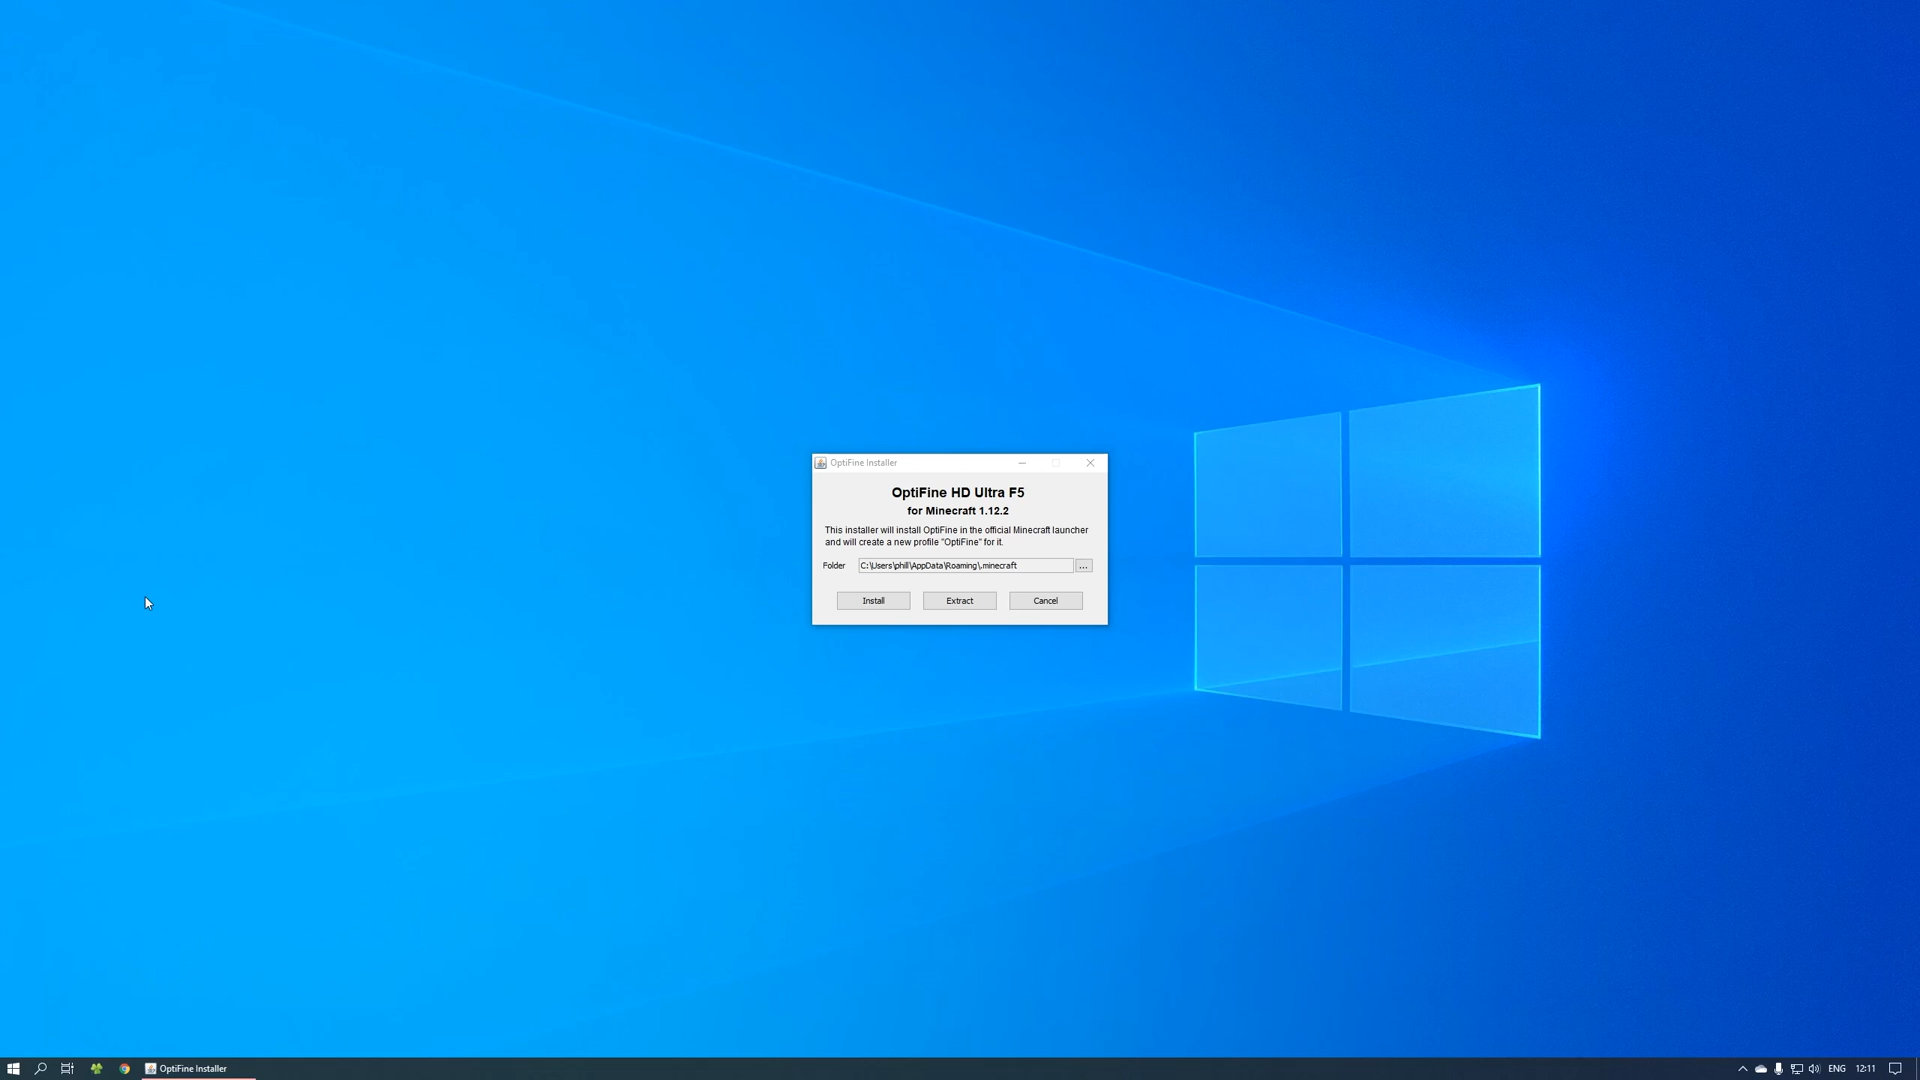 OptiFine Installer
OptiFine HD Ultra F5
for Minecraft 1.12.2
This installer will install OptiFine in the official Minecraft launcher
and will create a new profile "OptiFine" for it.
Folder C:\Users\phill\AppData\Roaming\.minecraft ...
Install Extract Cancel
OptiFine Installer ENG 12:11